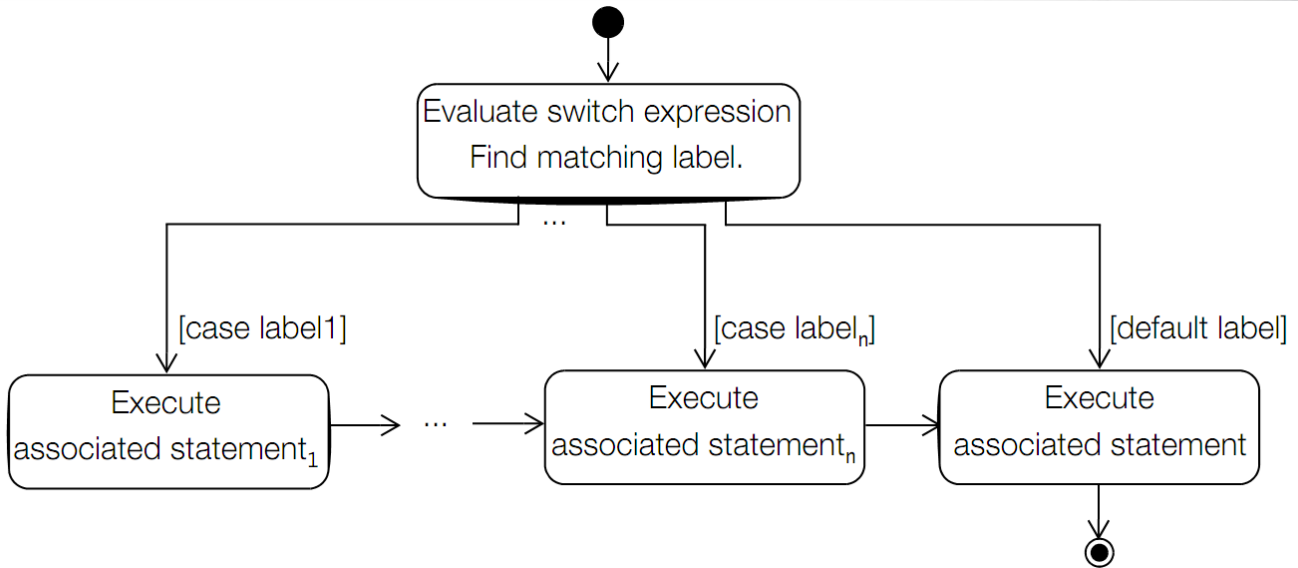 Evaluate switch expression
Find matching label.
...
[case label1]
[case labelₙ]
[default label]
Execute
associated statement₁
...
Execute
associated statementₙ
Execute
associated statement